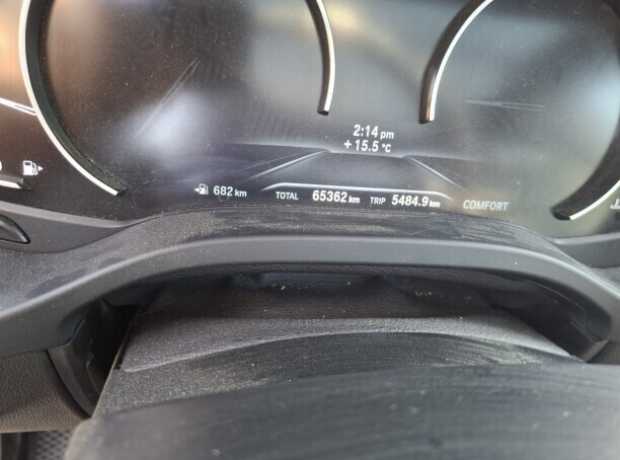 2:14 pm
+15.5 °C
682 km TOTAL 65362 km TRIP 5484.9 km COMFORT